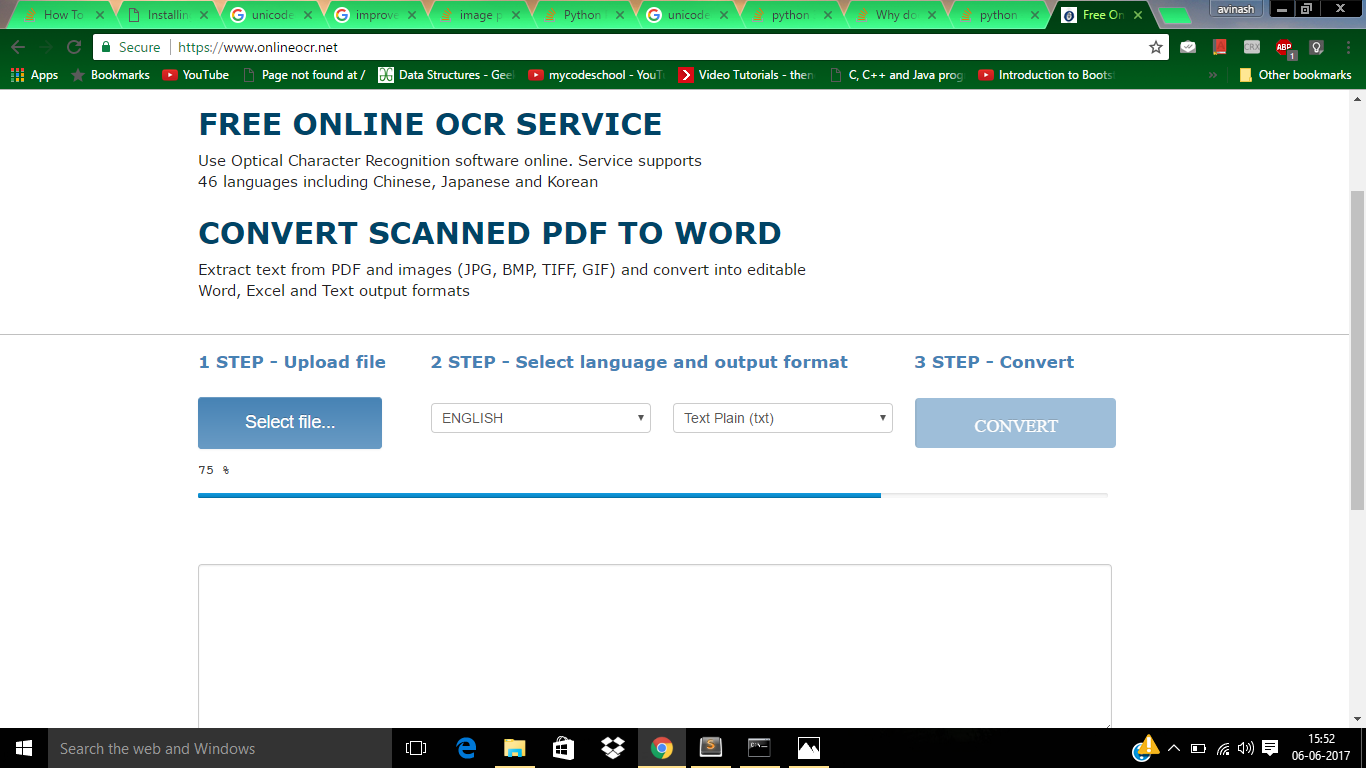 How To
Installin
unicode
improve
image p
Python
unicode
python
Why do
python
Free On
avinash
Secure
https://www.onlineocr.net
CRX
ABP
1
Apps
Bookmarks
YouTube
Page not found at /
Data Structures - Geek
mycodeschool - YouT
Video Tutorials - then
C, C++ and Java prog
Introduction to Boots
»
Other bookmarks
FREE ONLINE OCR SERVICE
Use Optical Character Recognition software online. Service supports
46 languages including Chinese, Japanese and Korean
CONVERT SCANNED PDF TO WORD
Extract text from PDF and images (JPG, BMP, TIFF, GIF) and convert into editable
Word, Excel and Text output formats
1 STEP - Upload file
2 STEP - Select language and output format
3 STEP - Convert
Select file...
ENGLISH
Text Plain (txt)
CONVERT
75 %
Search the web and Windows
15:52
06-06-2017